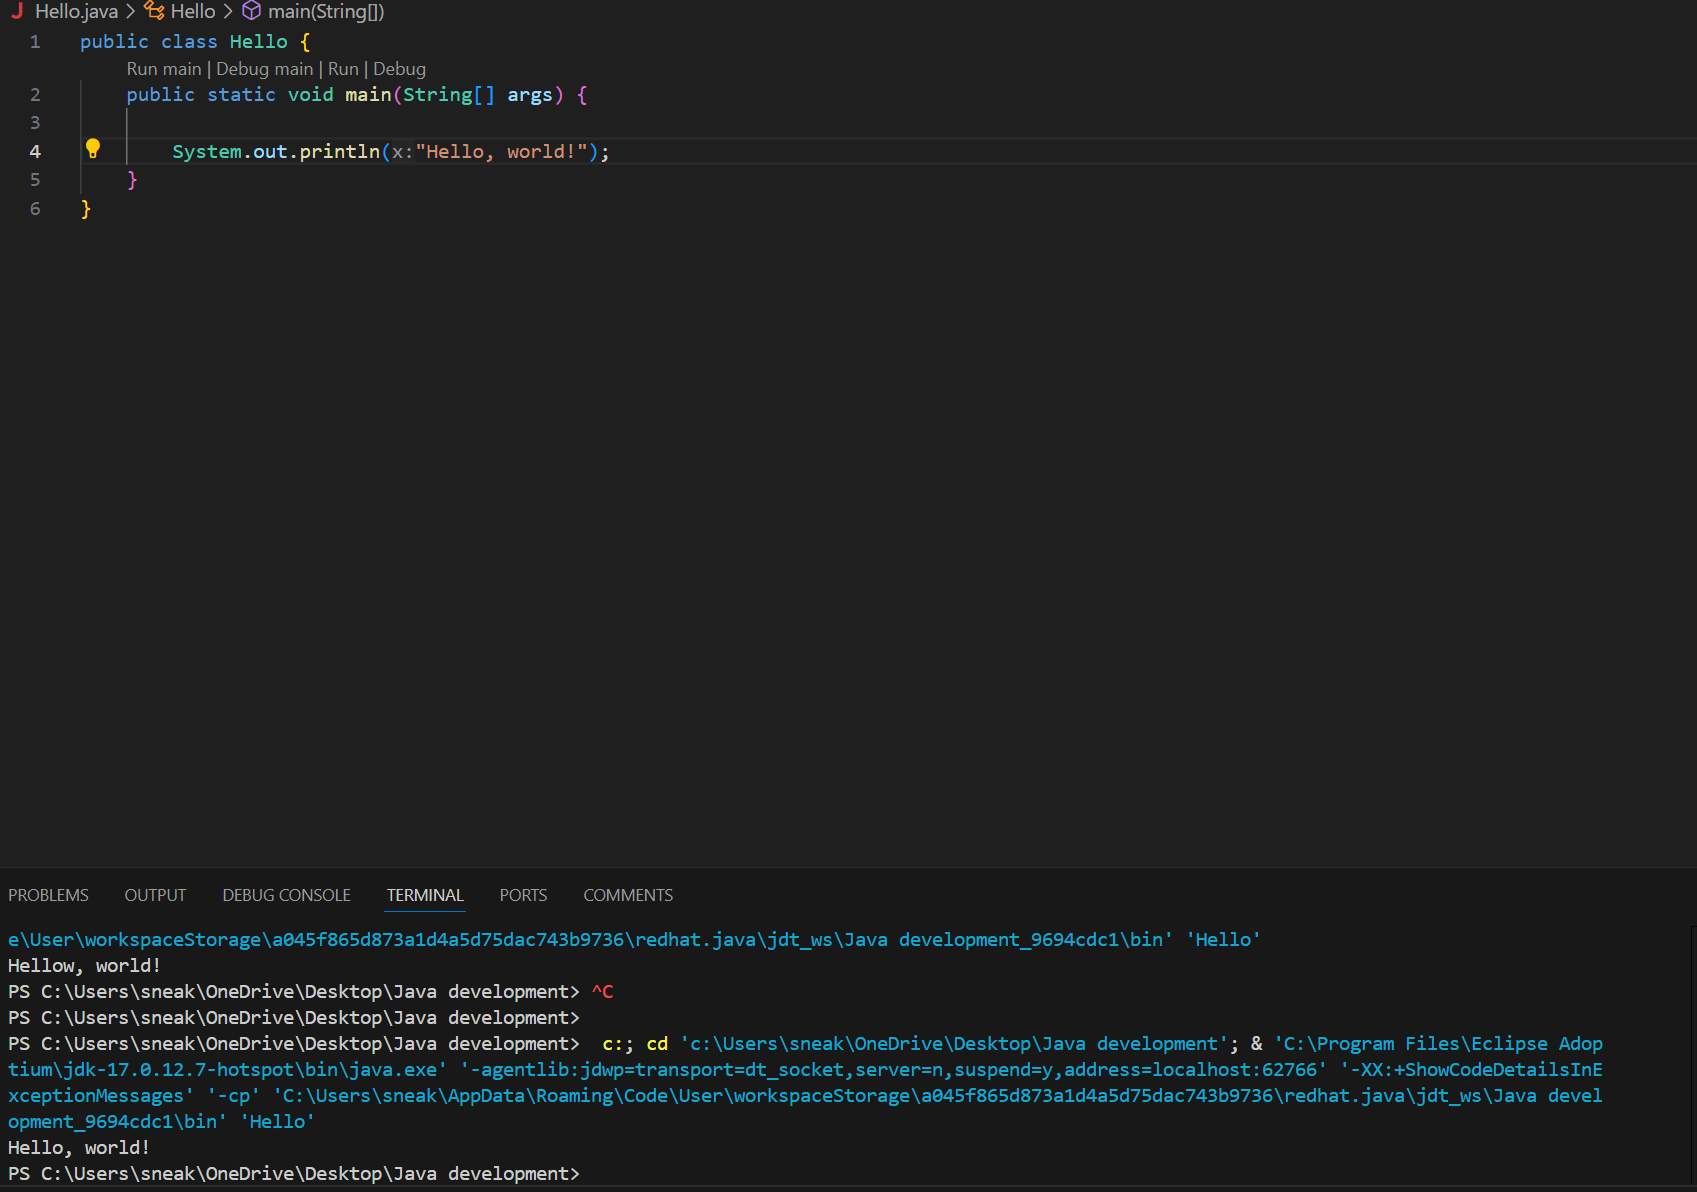 Hello.java > Hello > main(String[])
1 public class Hello {
Run main | Debug main | Run | Debug
2 public static void main(String[] args) {
3
4 System.out.println(x:"Hello, world!");
5 }
6 }
PROBLEMS OUTPUT DEBUG CONSOLE TERMINAL PORTS COMMENTS
e\User\workspaceStorage\a045f865d873a1d4a5d75dac743b9736\redhat.java\jdt_ws\Java development_9694cdc1\bin' 'Hello'
Hellow, world!
PS C:\Users\sneak\OneDrive\Desktop\Java development> ^C
PS C:\Users\sneak\OneDrive\Desktop\Java development>
PS C:\Users\sneak\OneDrive\Desktop\Java development>  c:; cd 'c:\Users\sneak\OneDrive\Desktop\Java development'; & 'C:\Program Files\Eclipse Adop
tium\jdk-17.0.12.7-hotspot\bin\java.exe' '-agentlib:jdwp=transport=dt_socket,server=n,suspend=y,address=localhost:62766' '-XX:+ShowCodeDetailsInE
xceptionMessages' '-cp' 'C:\Users\sneak\AppData\Roaming\Code\User\workspaceStorage\a045f865d873a1d4a5d75dac743b9736\redhat.java\jdt_ws\Java devel
opment_9694cdc1\bin' 'Hello'
Hello, world!
PS C:\Users\sneak\OneDrive\Desktop\Java development>